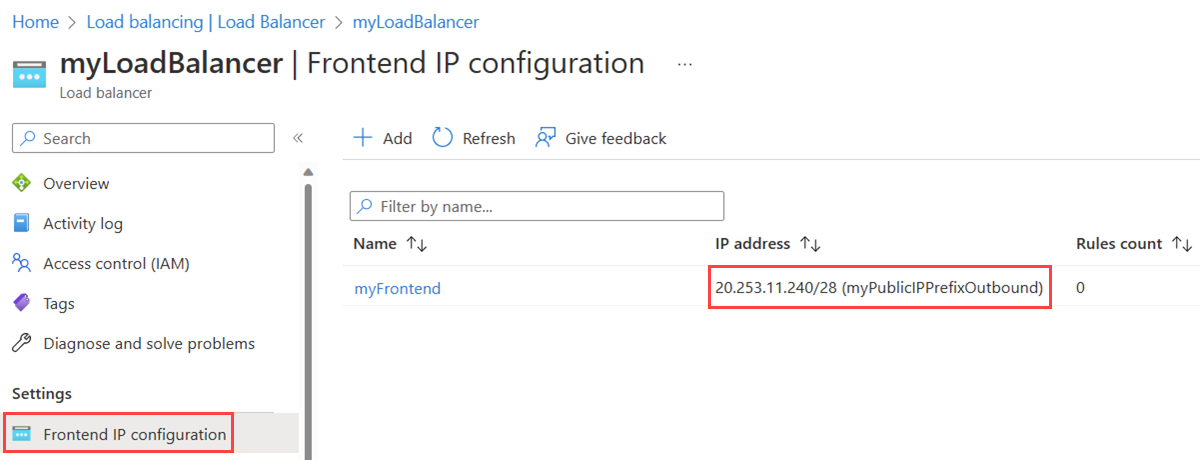 Home > Load balancing | Load Balancer > myLoadBalancer
myLoadBalancer | Frontend IP configuration ...
Load balancer
Search «
+ Add Refresh Give feedback
Overview
Activity log
Access control (IAM)
Tags
Diagnose and solve problems
Settings
Frontend IP configuration
Filter by name...
Name ↑↓ IP address ↑↓ Rules count ↑↓
myFrontend 20.253.11.240/28 (myPublicIPPrefixOutbound) 0